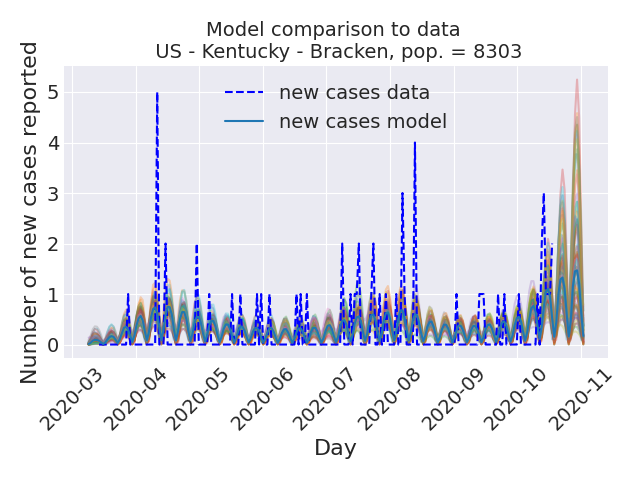 Model comparison to data
US - Kentucky - Bracken, pop. = 8303
new cases data
new cases model
Number of new cases reported
5
4
3
2
1
0
2020-03
2020-04
2020-05
2020-06
2020-07
2020-08
2020-09
2020-10
2020-11
Day